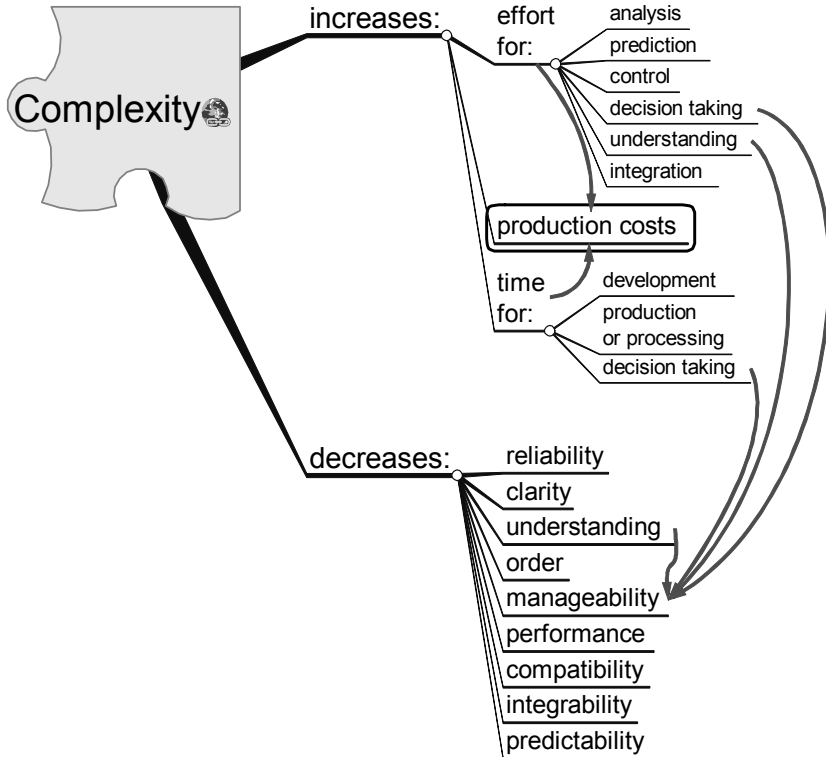 Complexity
increases:
effort
for:
analysis
prediction
control
decision taking
understanding
integration
production costs
time
for:
development
production
or processing
decision taking
decreases:
reliability
clarity
understanding
order
manageability
performance
compatibility
integrability
predictability